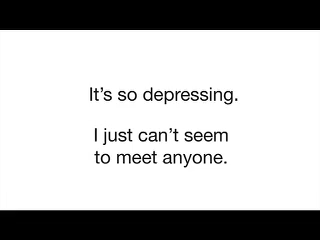 It’s so depressing.
I just can’t seem
to meet anyone.